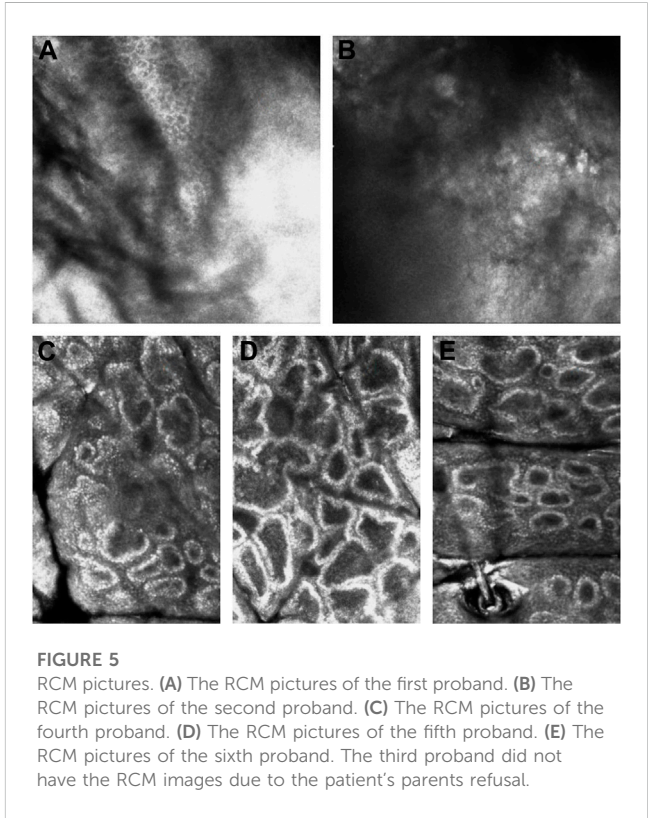 A
B
C
D
E
FIGURE 5
RCM pictures. (A) The RCM pictures of the first proband. (B) The
RCM pictures of the second proband. (C) The RCM pictures of the
fourth proband. (D) The RCM pictures of the fifth proband. (E) The
RCM pictures of the sixth proband. The third proband did not
have the RCM images due to the patient’s parents refusal.